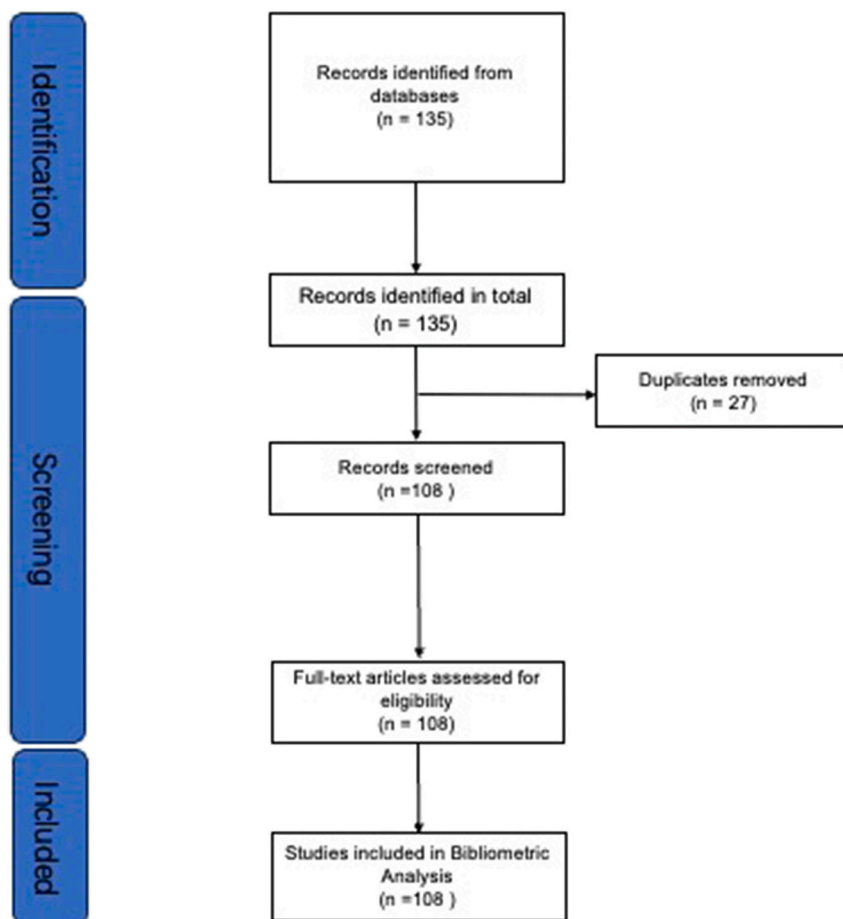 Identification
Records identified from
databases
(n = 135)
Records identified in total
(n = 135)
Duplicates removed
(n = 27)
Screening
Records screened
(n =108 )
Full-text articles assessed for
eligibility
(n = 108)
Included
Studies included in Bibliometric
Analysis
(n =108 )